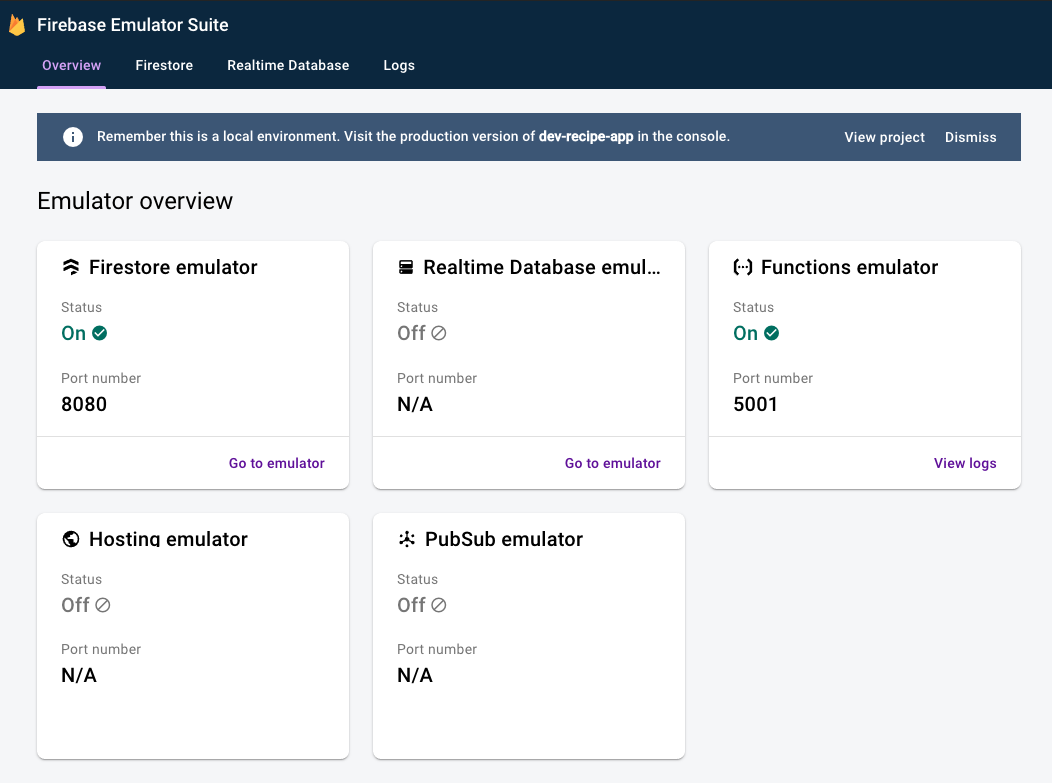 Firebase Emulator Suite
Overview Firestore Realtime Database Logs
Remember this is a local environment. Visit the production version of dev-recipe-app in the console. View project Dismiss
Emulator overview
Firestore emulator
Status
On
Port number
8080
Go to emulator
Realtime Database emul...
Status
Off
Port number
N/A
Go to emulator
Functions emulator
Status
On
Port number
5001
View logs
Hosting emulator
Status
Off
Port number
N/A
PubSub emulator
Status
Off
Port number
N/A